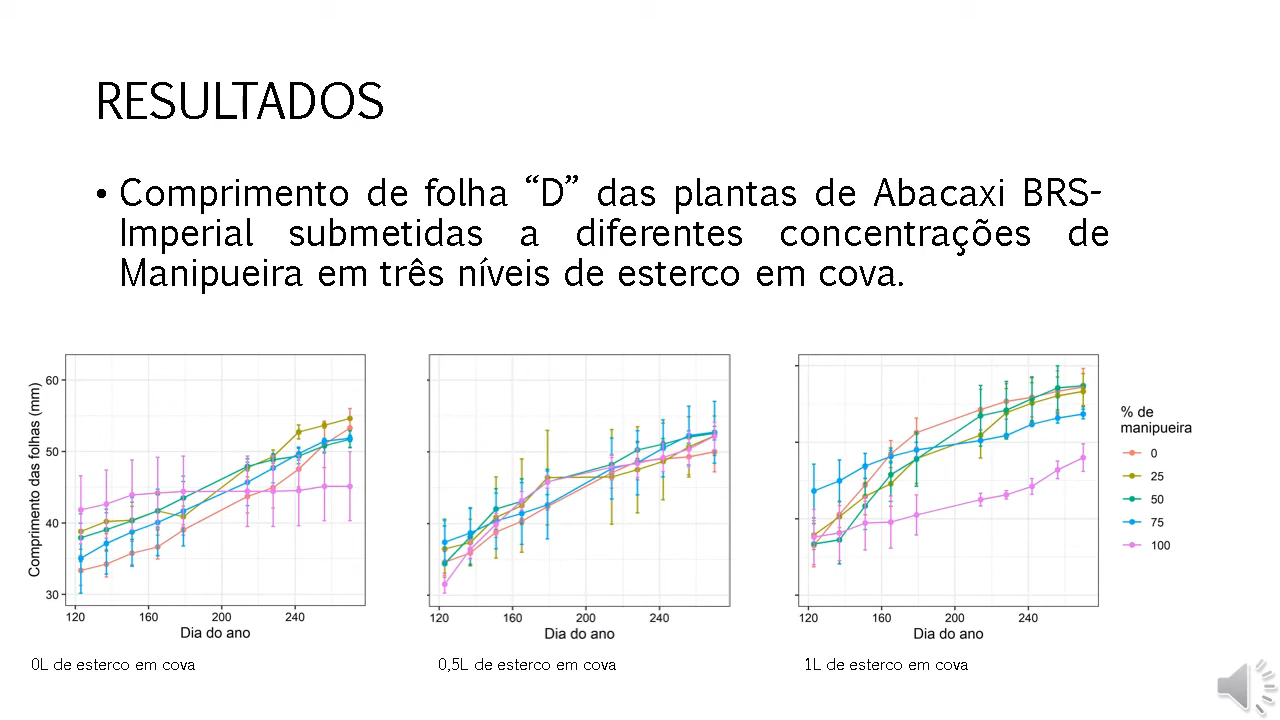 RESULTADOS
• Comprimento de folha “D” das plantas de Abacaxi BRS-
Imperial submetidas a diferentes concentrações de
Manipueira em três níveis de esterco em cova.
Comprimento das folhas (mm)
60
50
40
30
120 160 200 240
Dia do ano
120 160 200 240
Dia do ano
120 160 200 240
Dia do ano
% de
manipueira
0
25
50
75
100
0L de esterco em cova
0,5L de esterco em cova
1L de esterco em cova